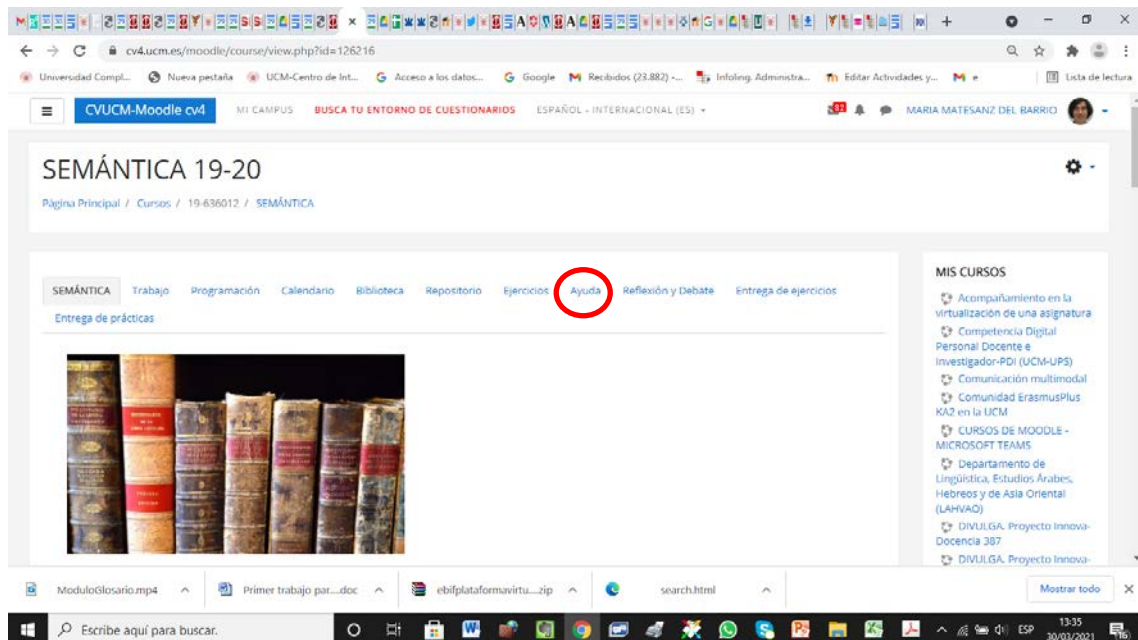 cv4.ucm.es/moodle/course/view.php?id=126216
Universidad Compl... Nueva pestaña UCM-Centro de Int... Acceso a los datos... Google Recibidos (23.882) -... Infoling. Administra... Editar Actividades y... e Lista de lectura
CVUCM-Moodle cv4 MI CAMPUS BUSCA TU ENTORNO DE CUESTIONARIOS ESPAÑOL - INTERNACIONAL (ES) MARIA MATESANZ DEL BARRIO
SEMÁNTICA 19-20
Página Principal / Cursos / 19-636012 / SEMÁNTICA
SEMÁNTICA Trabajo Programación Calendario Biblioteca Repositorio Ejercicios Ayuda Reflexión y Debate Entrega de ejercicios
Entrega de prácticas
MIS CURSOS
Acompañamiento en la
virtualización de una asignatura
Competencia Digital
Personal Docente e
Investigador-PDI (UCM-UPS)
Comunicación multimodal
Comunidad ErasmusPlus
KA2 en la UCM
CURSOS DE MOODLE -
MICROSOFT TEAMS
Departamento de
Lingüística, Estudios Árabes,
Hebreos y de Asia Oriental
(LAHVAO)
DIVULGA. Proyecto Innova-
Docencia 387
DIVULGA. Proyecto Innova-
ModuloGlosario.mp4 Primer trabajo par....doc ebifplataformavirtu....zip search.html Mostrar todo
Escribe aquí para buscar. ESP 13:35
30/03/2021